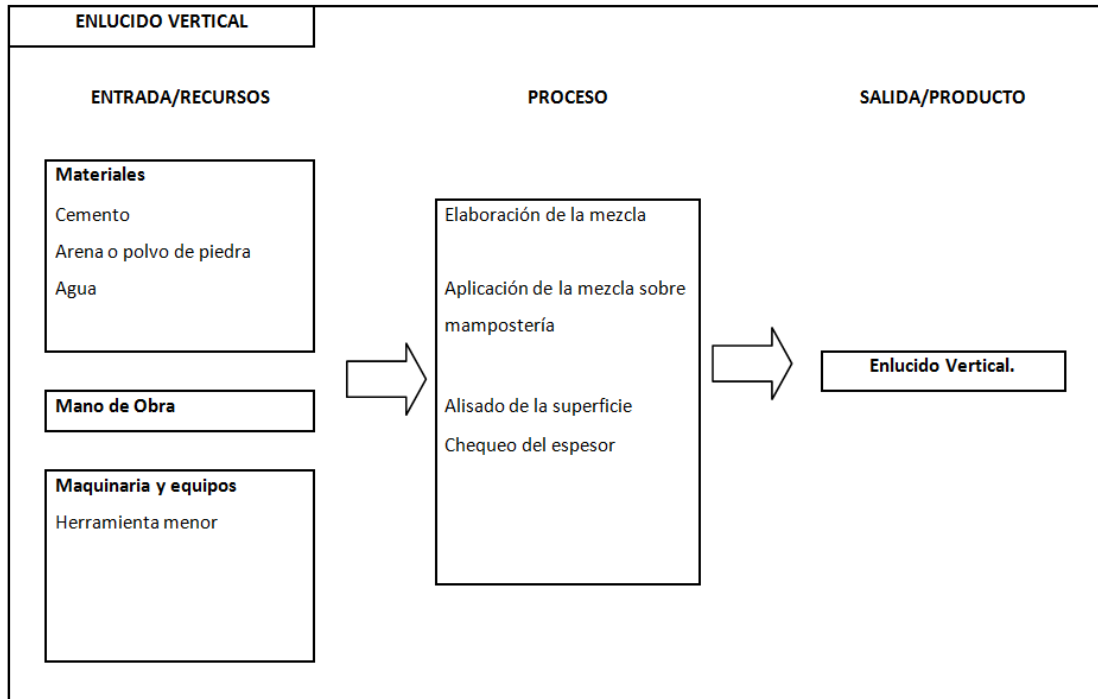 ENLUCIDO VERTICAL
ENTRADA/RECURSOS
PROCESO
SALIDA/PRODUCTO
Materiales
Cemento
Arena o polvo de piedra
Agua
Mano de Obra
Maquinaria y equipos
Herramienta menor
Elaboración de la mezcla
Aplicación de la mezcla sobre
mampostería
Alisado de la superficie
Chequeo del espesor
Enlucido Vertical.